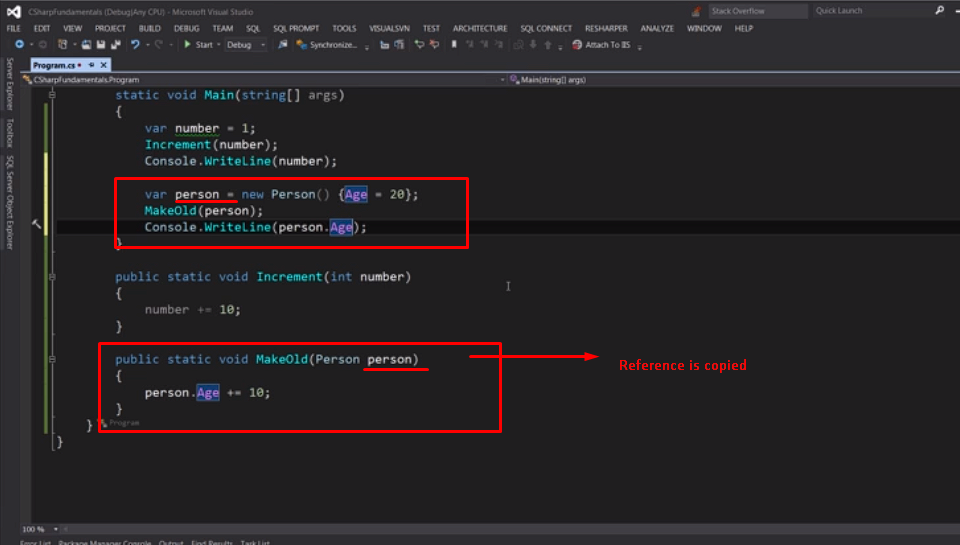 CSharpFundamentals (Debug|Any CPU) - Microsoft Visual Studio
Stack Overflow
Quick Launch
FILE EDIT VIEW PROJECT BUILD DEBUG TEAM SQL SQL PROMPT TOOLS VISUALSVN TEST ARCHITECTURE SQL CONNECT RESHARPER ANALYZE WINDOW HELP
Start Debug Synchronize... Attach To IIS
Program.cs
CSharpFundamentals.Program
Main(string[] args)
Server Explorer
Toolbox
SQL Server Object Explorer
static void Main(string[] args)
{
var number = 1;
Increment(number);
Console.WriteLine(number);
var person = new Person() {Age = 20};
MakeOld(person);
Console.WriteLine(person.Age);
}
public static void Increment(int number)
{
number += 10;
}
public static void MakeOld(Person person)
{
person.Age += 10;
}
} Program
}
Reference is copied
100 %
Error List Package Manager Console Output Find Results Task List